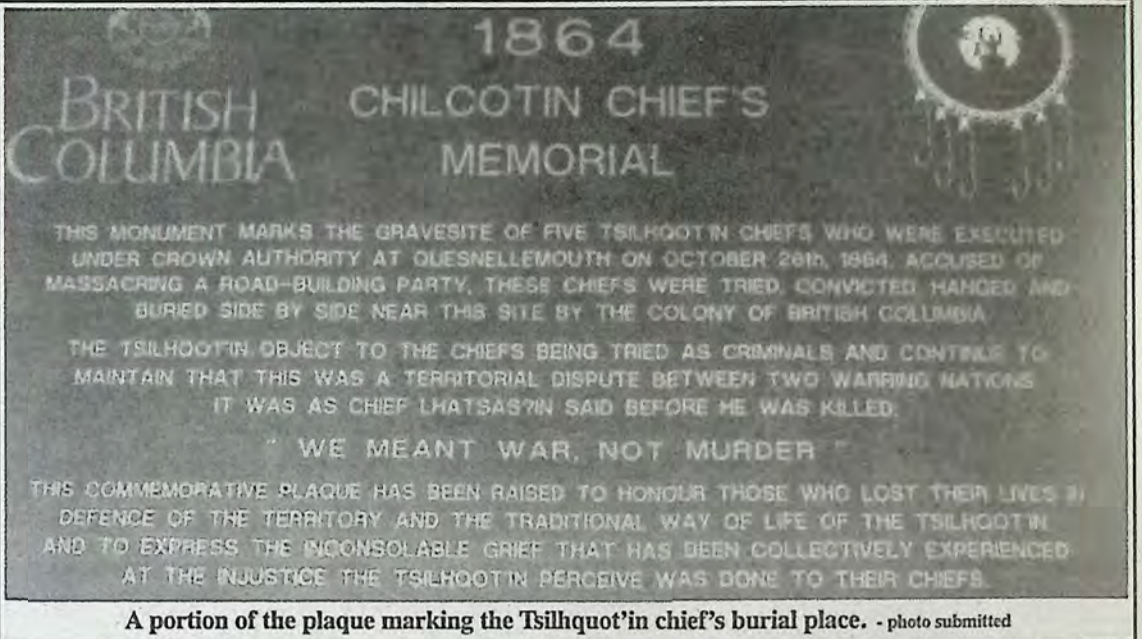 1864
BRITISH
COLUMBIA
CHILCOTIN CHIEF'S
MEMORIAL
THIS MONUMENT MARKS THE GRAVESITE OF FIVE TSILHQOT'IN CHIEFS WHO WERE EXECUTED
UNDER CROWN AUTHORITY AT QUESNELLEMOUTH ON OCTOBER 26th, 1864. ACCUSED OF
MASSACRING A ROAD-BUILDING PARTY, THESE CHIEFS WERE TRIED, CONVICTED, HANGED AND
BURIED SIDE BY SIDE NEAR THIS SITE BY THE COLONY OF BRITISH COLUMBIA.
THE TSILHQOT'IN OBJECT TO THE CHIEFS BEING TRIED AS CRIMINALS AND CONTINUE TO
MAINTAIN THAT THIS WAS A TERRITORIAL DISPUTE BETWEEN TWO WARRING NATIONS.
IT WAS AS CHIEF LHATSAS?IN SAID BEFORE HE WAS KILLED:
" WE MEANT WAR, NOT MURDER "
THIS COMMEMORATIVE PLAQUE HAS BEEN RAISED TO HONOUR THOSE WHO LOST THEIR LIVES IN
DEFENCE OF THE TERRITORY AND THE TRADITIONAL WAY OF LIFE OF THE TSILHQOT'IN
AND TO EXPRESS THE INCONSOLABLE GRIEF THAT HAS BEEN COLLECTIVELY EXPERIENCED
AT THE INJUSTICE THE TSILHQOT'IN PERCEIVE WAS DONE TO THEIR CHIEFS.
A portion of the plaque marking the Tsilhquot'in chief's burial place. - photo submitted